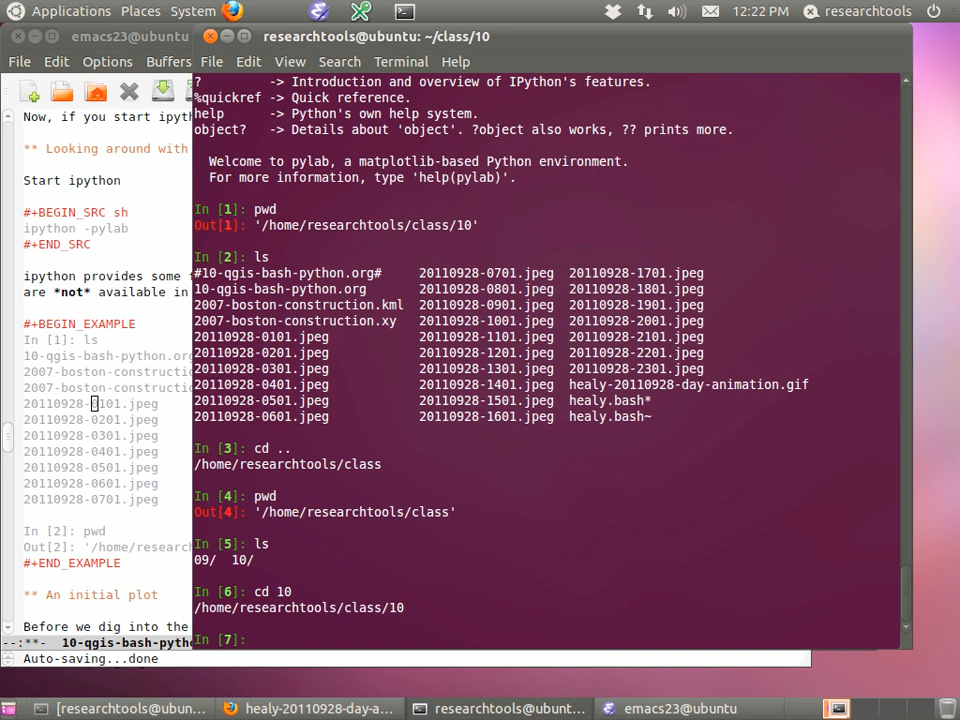 Applications Places System 12:22 PM researchtools
emacs23@ubuntu
File Edit Options Buffers
Now, if you start ipyth
** Looking around with
Start ipython
#+BEGIN_SRC sh
ipython -pylab
#+END_SRC
ipython provides some
are *not* available in
#+BEGIN_EXAMPLE
In [1]: ls
10-qgis-bash-python.org
2007-boston-constructio
2007-boston-constructio
20110928-0101.jpeg
20110928-0201.jpeg
20110928-0301.jpeg
20110928-0401.jpeg
20110928-0501.jpeg
20110928-0601.jpeg
20110928-0701.jpeg
In [2]: pwd
Out[2]: '/home/research
#+END_EXAMPLE
** An initial plot
Before we dig into the
--:**- 10-qgis-bash-pytho
Auto-saving...done
researchtools@ubuntu: ~/class/10
File Edit View Search Terminal Help
? -> Introduction and overview of IPython's features.
%quickref -> Quick reference.
help -> Python's own help system.
object? -> Details about 'object'. ?object also works, ?? prints more.
Welcome to pylab, a matplotlib-based Python environment.
For more information, type 'help(pylab)'.
In [1]: pwd
Out[1]: '/home/researchtools/class/10'
In [2]: ls
#10-qgis-bash-python.org# 20110928-0701.jpeg 20110928-1701.jpeg
10-qgis-bash-python.org 20110928-0801.jpeg 20110928-1801.jpeg
2007-boston-construction.kml 20110928-0901.jpeg 20110928-1901.jpeg
2007-boston-construction.xy 20110928-1001.jpeg 20110928-2001.jpeg
20110928-0101.jpeg 20110928-1101.jpeg 20110928-2101.jpeg
20110928-0201.jpeg 20110928-1201.jpeg 20110928-2201.jpeg
20110928-0301.jpeg 20110928-1301.jpeg 20110928-2301.jpeg
20110928-0401.jpeg 20110928-1401.jpeg healy-20110928-day-animation.gif
20110928-0501.jpeg 20110928-1501.jpeg healy.bash*
20110928-0601.jpeg 20110928-1601.jpeg healy.bash~
In [3]: cd ..
/home/researchtools/class
In [4]: pwd
Out[4]: '/home/researchtools/class'
In [5]: ls
09/ 10/
In [6]: cd 10
/home/researchtools/class/10
In [7]:
[researchtools@ubun... healy-20110928-day-a... researchtools@ubunt... emacs23@ubuntu